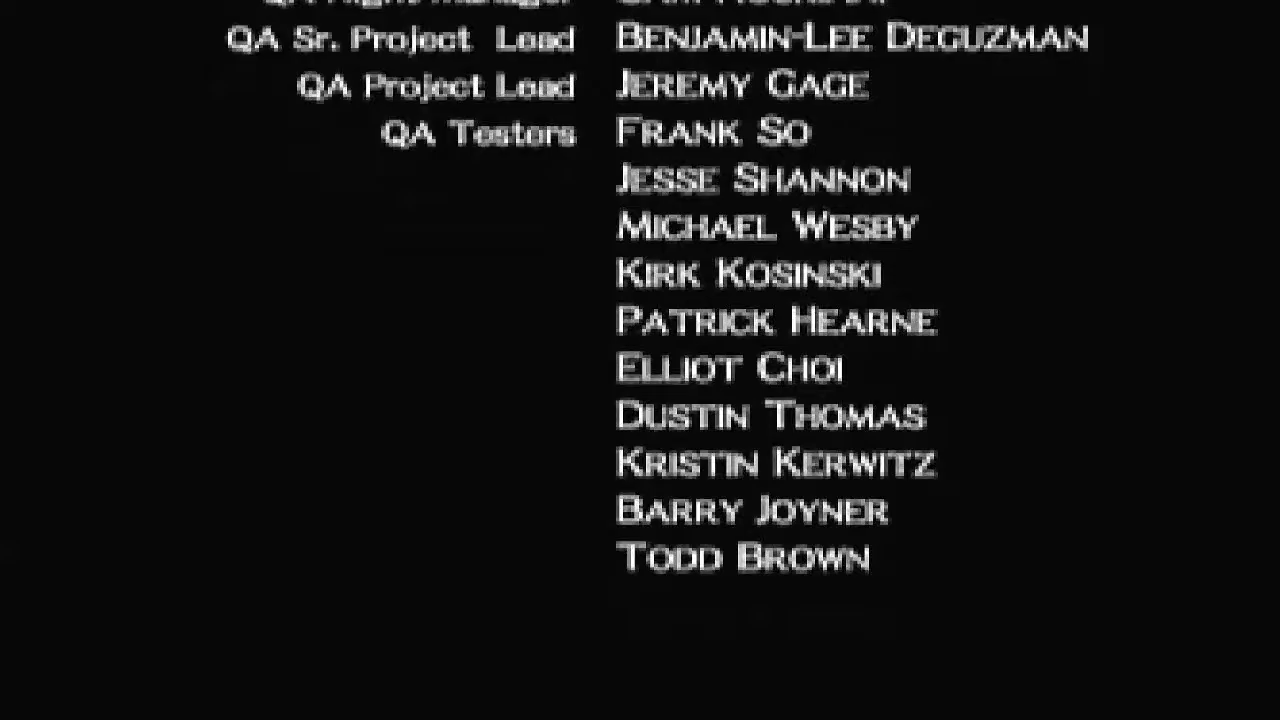 QA Sr. Project Lead BENJAMIN-LEE DEGUZMAN
QA Project Lead JEREMY GAGE
QA Testers FRANK SO
JESSE SHANNON
MICHAEL WESBY
KIRK KOSINSKI
PATRICK HEARNE
ELLIOT CHOI
DUSTIN THOMAS
KRISTIN KERWITZ
BARRY JOYNER
TODD BROWN